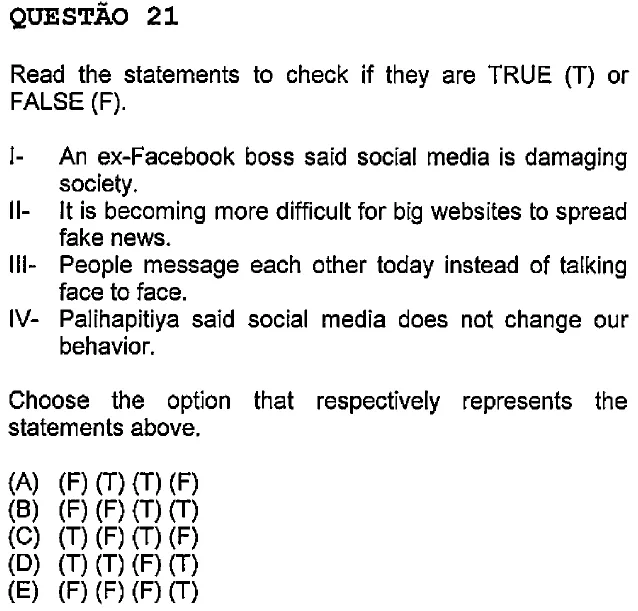 QUESTÃO 21
Read the statements to check if they are TRUE (T) or
FALSE (F).
I- An ex-Facebook boss said social media is damaging
society.
II- It is becoming more difficult for big websites to spread
fake news.
III- People message each other today instead of talking
face to face.
IV- Palihapitiya said social media does not change our
behavior.
Choose the option that respectively represents the
statements above.
(A) (F) (T) (T) (F)
(B) (F) (F) (T) (T)
(C) (T) (F) (T) (F)
(D) (T) (T) (F) (T)
(E) (F) (F) (F) (T)